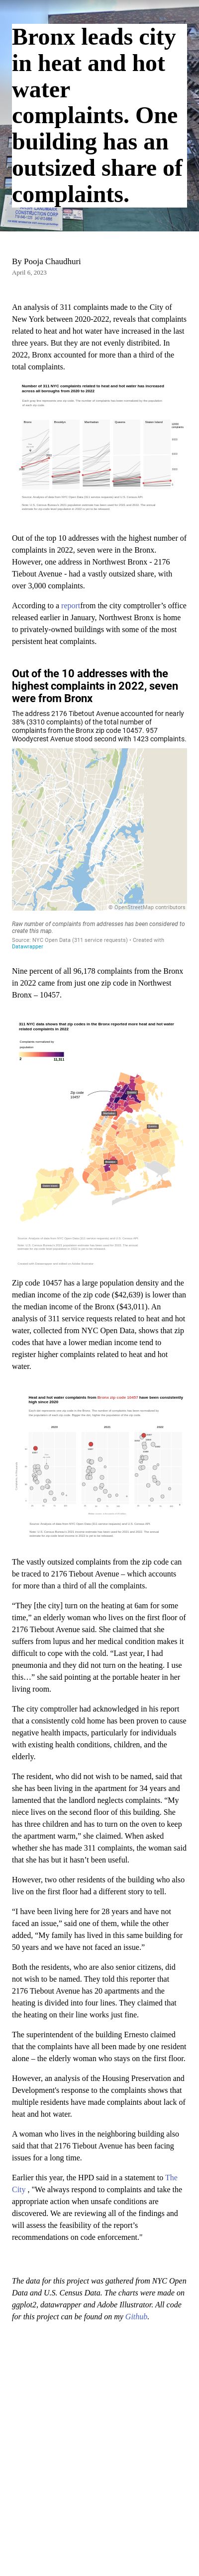 Bronx leads city
in heat and hot
water
complaints. One
building has an
outsized share of
complaints.
By Pooja Chaudhuri
April 6, 2023
An analysis of 311 complaints made to the City of
New York between 2020-2022, reveals that complaints
related to heat and hot water have increased in the last
three years. But they are not evenly distribited. In
2022, Bronx accounted for more than a third of the
total complaints.
Number of 311 NYC complaints related to heat and hot water has increased
across all boroughs from 2020 to 2022
Bronx
Brooklyn
Manhattan
Queens
Staten Island
Out of the top 10 addresses with the highest number of
complaints in 2022, seven were in the Bronx.
However, one address in Northwest Bronx - 2176
Tiebout Avenue - had a vastly outsized share, with
over 3,000 complaints.
According to a reportfrom the city comptroller’s office
released earlier in January, Northwest Bronx is home
to privately-owned buildings with some of the most
persistent heat complaints.
Out of the 10 addresses with the
highest complaints in 2022, seven
were from Bronx
The address 2176 Tibetout Avenue accounted for nearly
38% (3310 complaints) of the total number of
complaints from the Bronx zip code 10457. 957
Woodycrest Avenue stood second with 1423 complaints.
© OpenStreetMap contributors
Raw number of complaints from addresses has been considered to
create this map.
Source: NYC Open Data (311 service requests) • Created with
Datawrapper
Nine percent of all 96,178 complaints from the Bronx
in 2022 came from just one zip code in Northwest
Bronx – 10457.
311 NYC data shows that zip codes in the Bronx reported more heat and hot water
related complaints in 2022
Complaints normalized by
population
Zip code
10457
Zip code 10457 has a large population density and the
median income of the zip code ($42,639) is lower than
the median income of the Bronx ($43,011). An
analysis of 311 service requests related to heat and hot
water, collected from NYC Open Data, shows that zip
codes that have a lower median income tend to
register higher complaints related to heat and hot
water.
Heat and hot water complaints from Bronx zip code 10457 have been consistently
high since 2020
The vastly outsized complaints from the zip code can
be traced to 2176 Tiebout Avenue – which accounts
for more than a third of all the complaints.
“They [the city] turn on the heating at 6am for some
time,” an elderly woman who lives on the first floor of
2176 Tiebout Avenue said. She claimed that she
suffers from lupus and her medical condition makes it
difficult to cope with the cold. “Last year, I had
pneumonia and they did not turn on the heating. I use
this…” she said pointing at the portable heater in her
living room.
The city comptroller had acknowledged in his report
that a consistently cold home has been proven to cause
negative health impacts, particularly for individuals
with existing health conditions, children, and the
elderly.
The resident, who did not wish to be named, said that
she has been living in the apartment for 34 years and
lamented that the landlord neglects complaints. “My
niece lives on the second floor of this building. She
has three children and has to turn on the oven to keep
the apartment warm,” she claimed. When asked
whether she has made 311 complaints, the woman said
that she has but it hasn’t been useful.
However, two other residents of the building who also
live on the first floor had a different story to tell.
“I have been living here for 28 years and have not
faced an issue,” said one of them, while the other
added, “My family has lived in this same building for
50 years and we have not faced an issue.”
Both the residents, who are also senior citizens, did
not wish to be named. They told this reporter that
2176 Tiebout Avenue has 20 apartments and the
heating is divided into four lines. They claimed that
the heating on their line works just fine.
The superintendent of the building Ernesto claimed
that the complaints have all been made by one resident
alone – the elderly woman who stays on the first floor.
However, an analysis of the Housing Preservation and
Development's response to the complaints shows that
multiple residents have made complaints about lack of
heat and hot water.
A woman who lives in the neighboring building also
said that that 2176 Tiebout Avenue has been facing
issues for a long time.
Earlier this year, the HPD said in a statement to The
City , "We always respond to complaints and take the
appropriate action when unsafe conditions are
discovered. We are reviewing all of the findings and
will assess the feasibility of the report’s
recommendations on code enforcement."
The data for this project was gathered from NYC Open
Data and U.S. Census Data. The charts were made on
ggplot2, datawrapper and Adobe Illustrator. All code
for this project can be found on my Github.